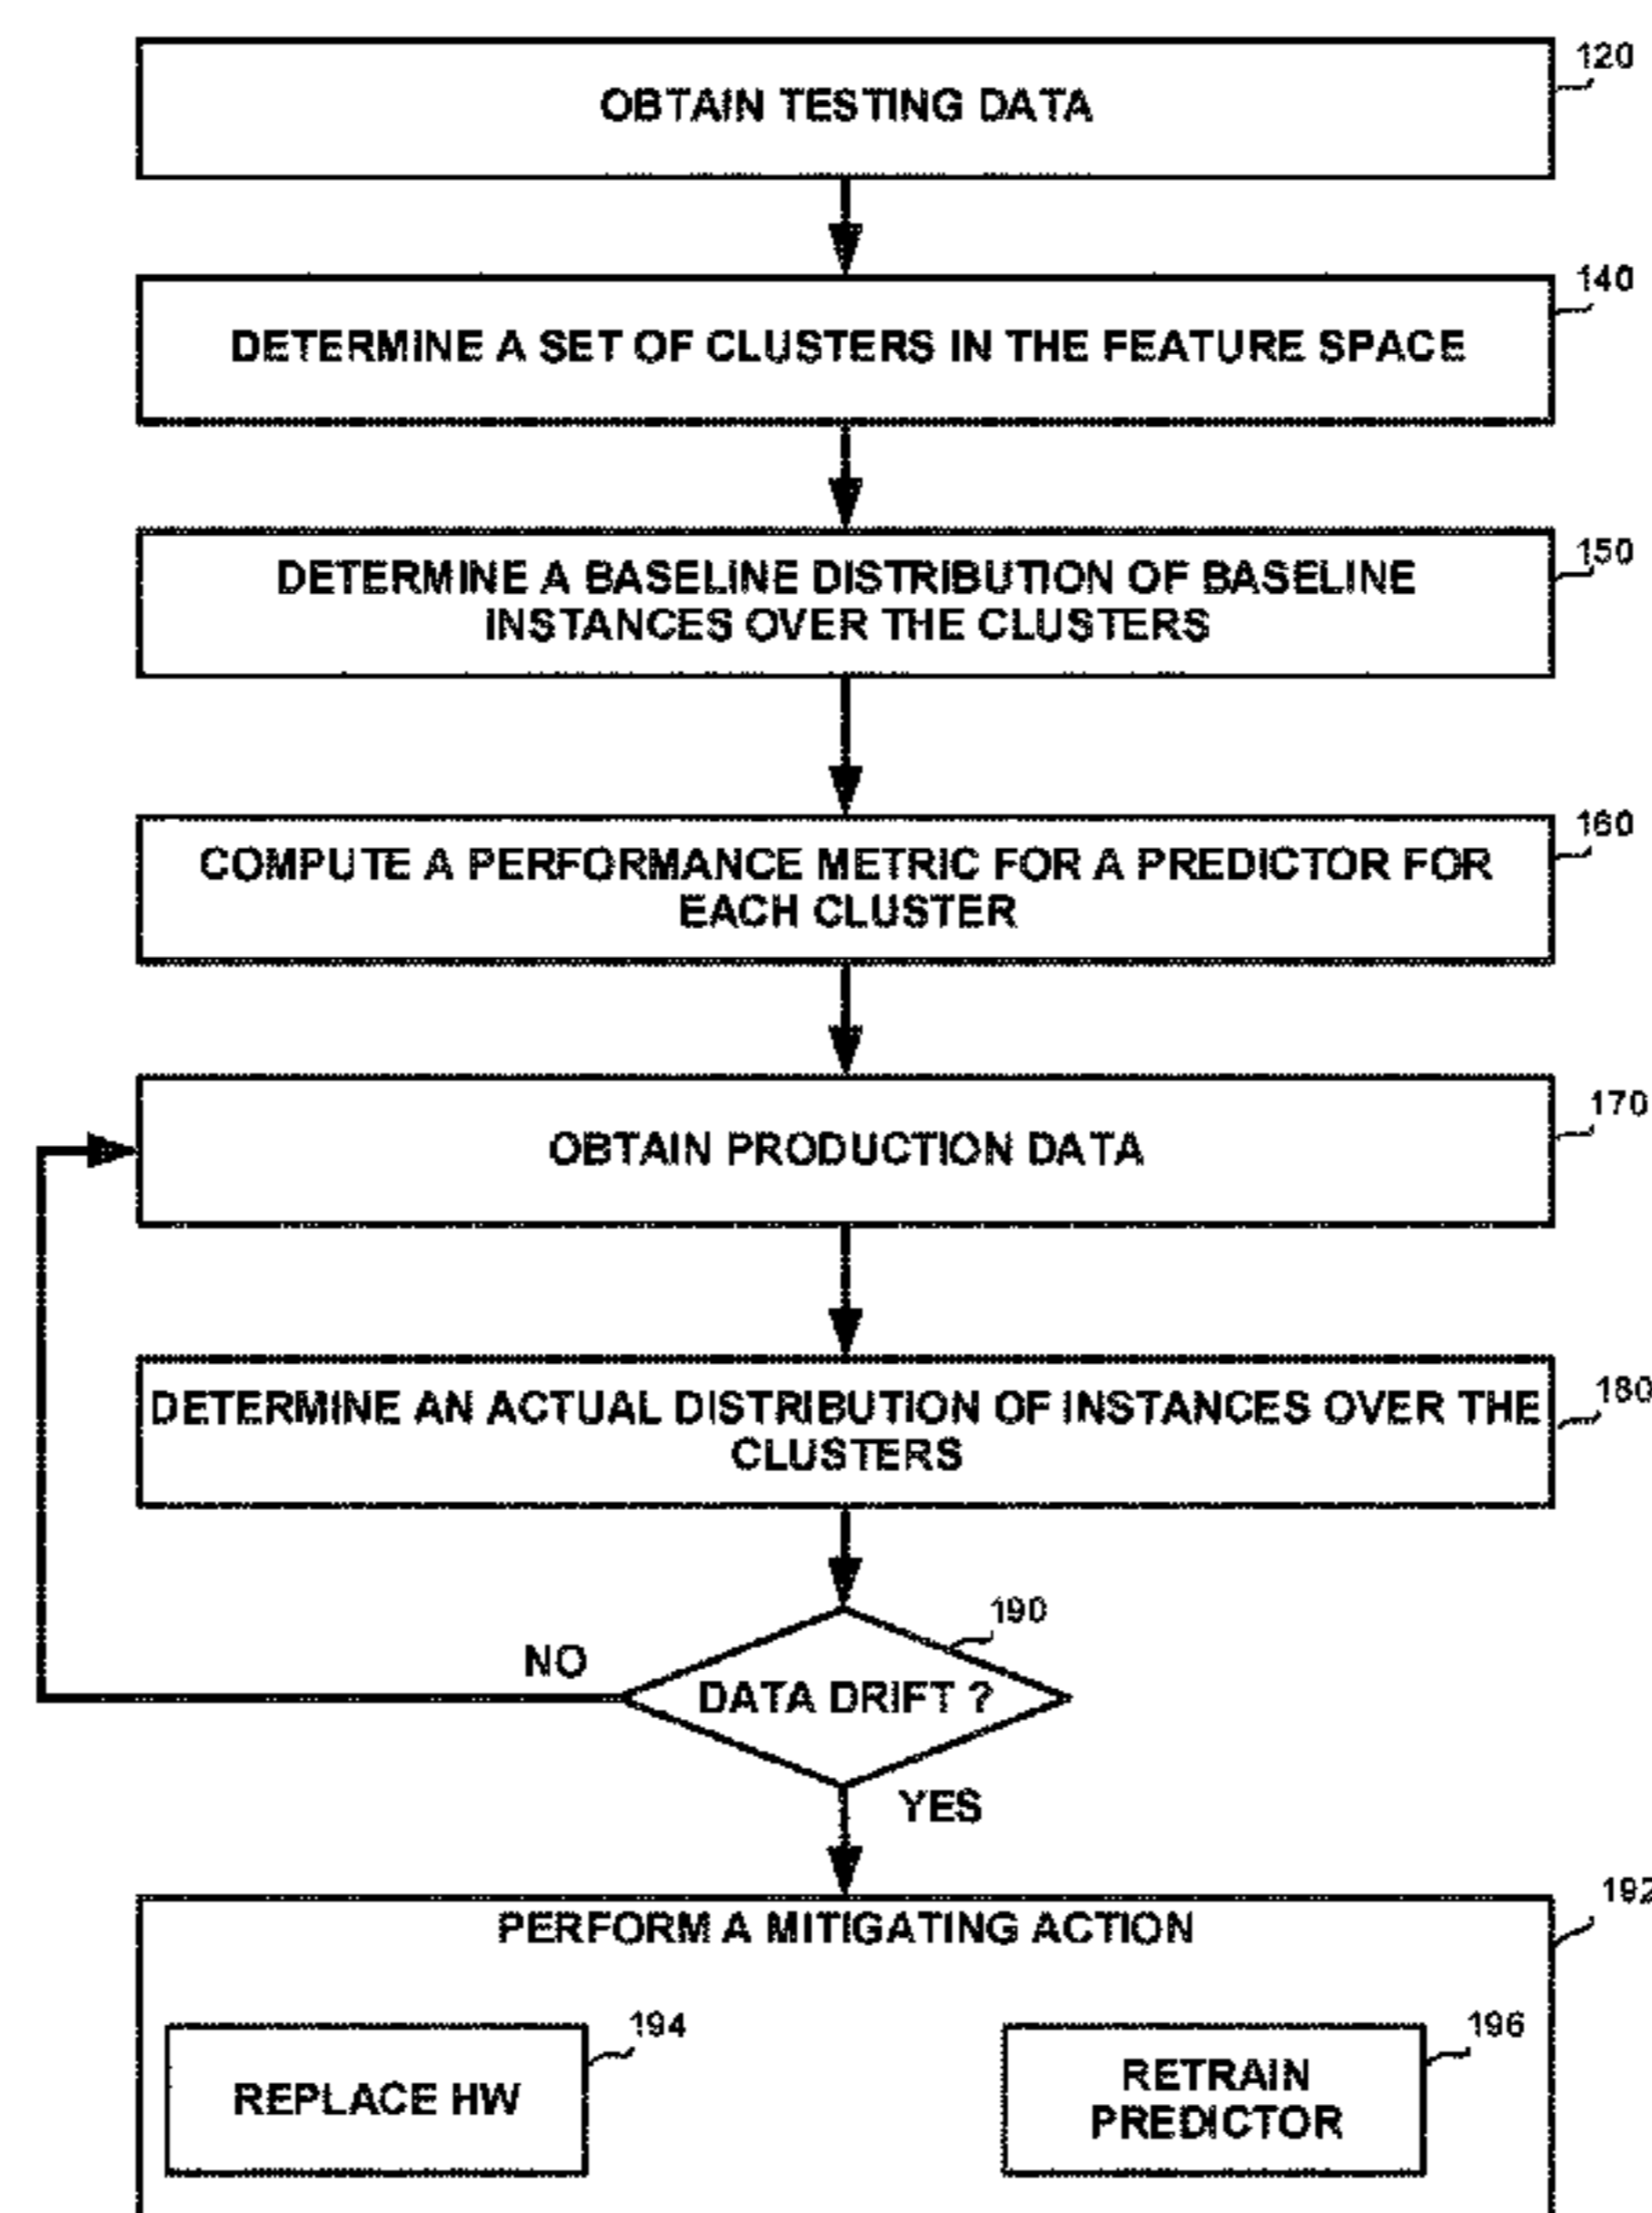 120
OBTAIN TESTING DATA
140
DETERMINE A SET OF CLUSTERS IN THE FEATURE SPACE
150
DETERMINE A BASELINE DISTRIBUTION OF BASELINE
INSTANCES OVER THE CLUSTERS
160
COMPUTE A PERFORMANCE METRIC FOR A PREDICTOR FOR
EACH CLUSTER
170
OBTAIN PRODUCTION DATA
180
DETERMINE AN ACTUAL DISTRIBUTION OF INSTANCES OVER THE
CLUSTERS
190
NO
DATA DRIFT ?
YES
192
PERFORM A MITIGATING ACTION
194
REPLACE HW
196
RETRAIN
PREDICTOR